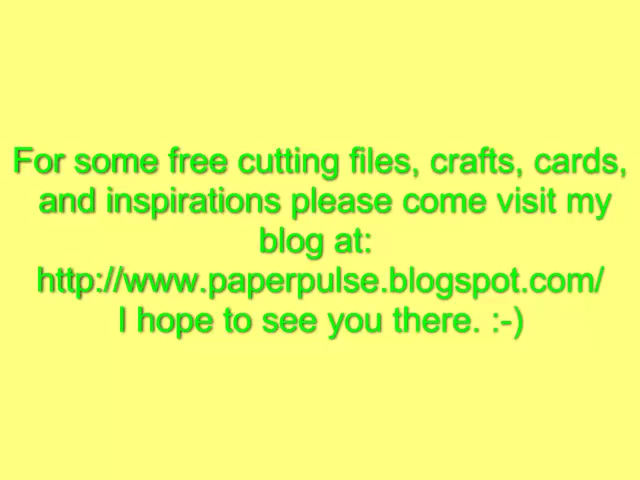 For some free cutting files, crafts, cards,
and inspirations please come visit my
blog at:
http://www.paperpulse.blogspot.com/
I hope to see you there. :-)